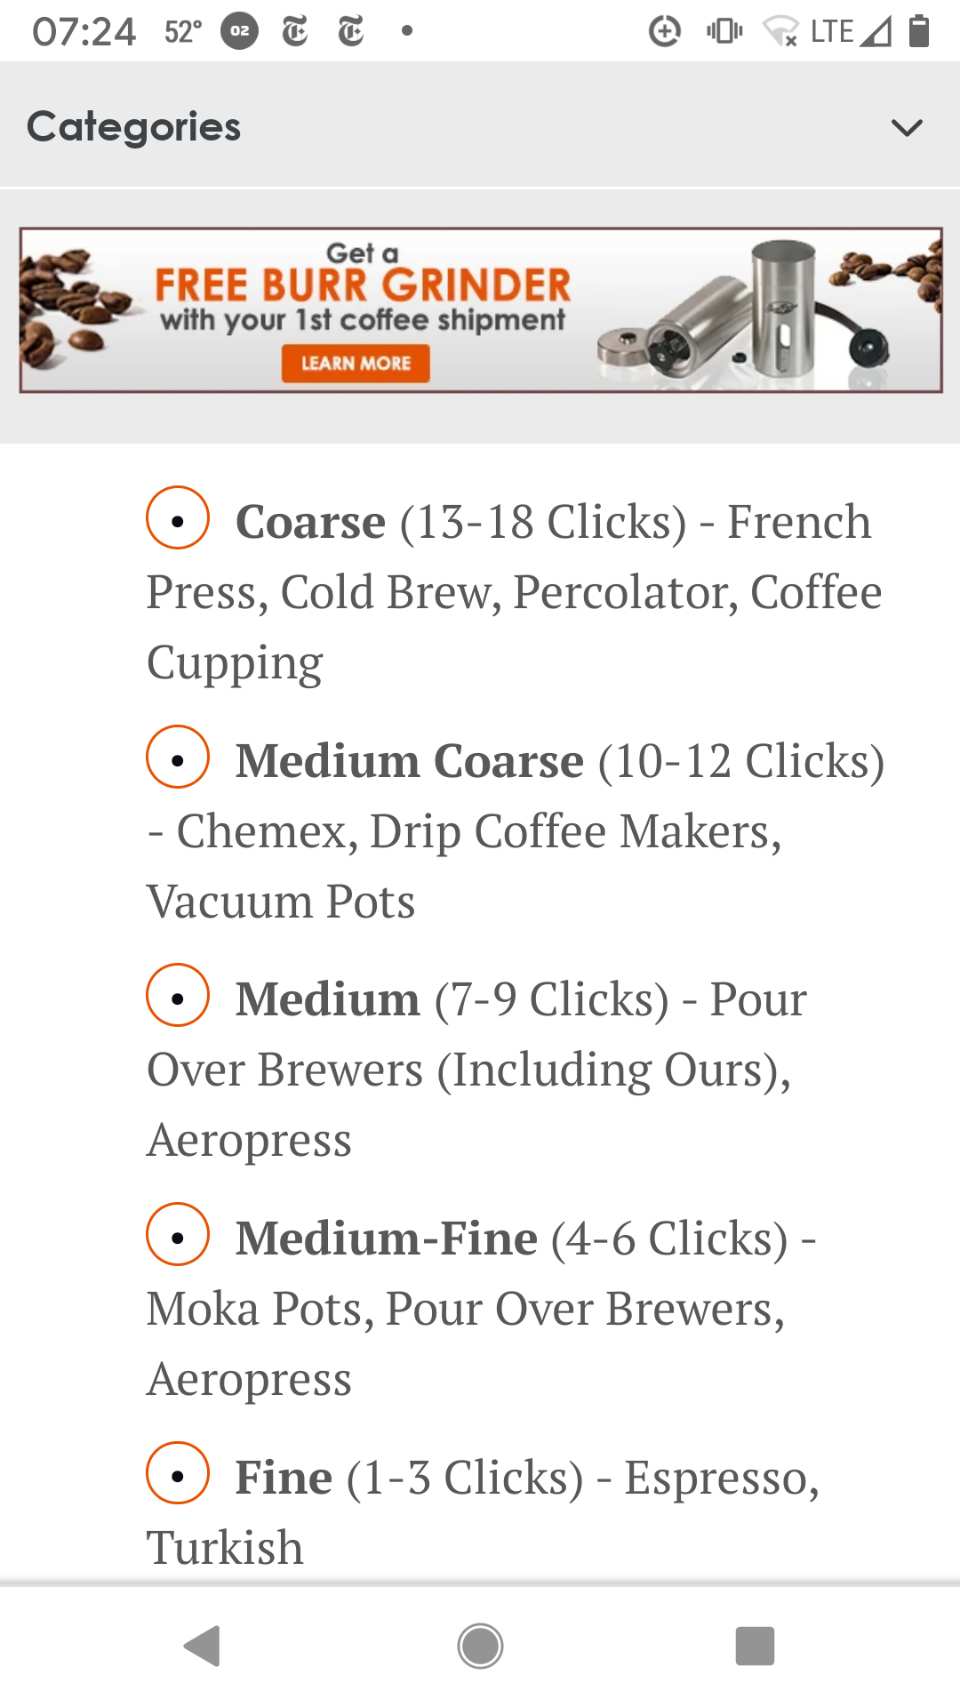 07:24 52° 02 T T • LTE
Categories
Get a
FREE BURR GRINDER
with your 1st coffee shipment
LEARN MORE
• Coarse (13-18 Clicks) - French
Press, Cold Brew, Percolator, Coffee
Cupping
• Medium Coarse (10-12 Clicks)
- Chemex, Drip Coffee Makers,
Vacuum Pots
• Medium (7-9 Clicks) - Pour
Over Brewers (Including Ours),
Aeropress
• Medium-Fine (4-6 Clicks) -
Moka Pots, Pour Over Brewers,
Aeropress
• Fine (1-3 Clicks) - Espresso,
Turkish